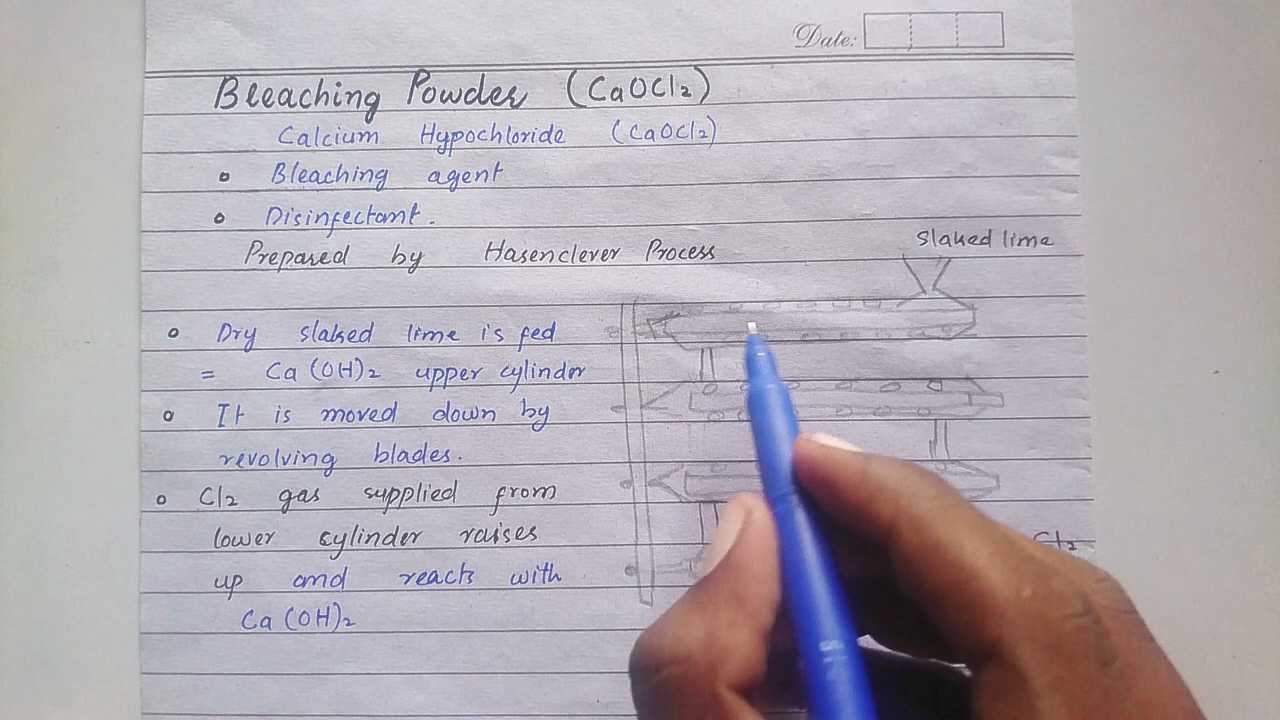 Date:
Bleaching Powder (CaOCl2)
Calcium Hypochloride (CaOCl2)
Bleaching agent
Disinfectant.
Prepared by Hasenclever Process
Slaked lime
Dry slaked lime is fed
= Ca(OH)2 upper cylindr
It is moved down by
revolving blades.
Cl2 gas supplied from
lower cylinder raises
Cl2
up and reacts with
Ca(OH)2